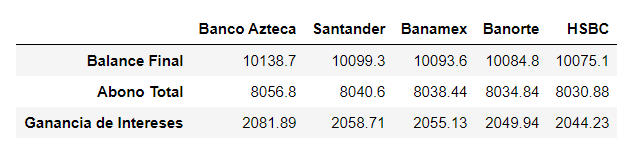 Banco Azteca Santander Banamex Banorte HSBC
Balance Final 10138.7 10099.3 10093.6 10084.8 10075.1
Abono Total 8056.8 8040.6 8038.44 8034.84 8030.88
Ganancia de Intereses 2081.89 2058.71 2055.13 2049.94 2044.23